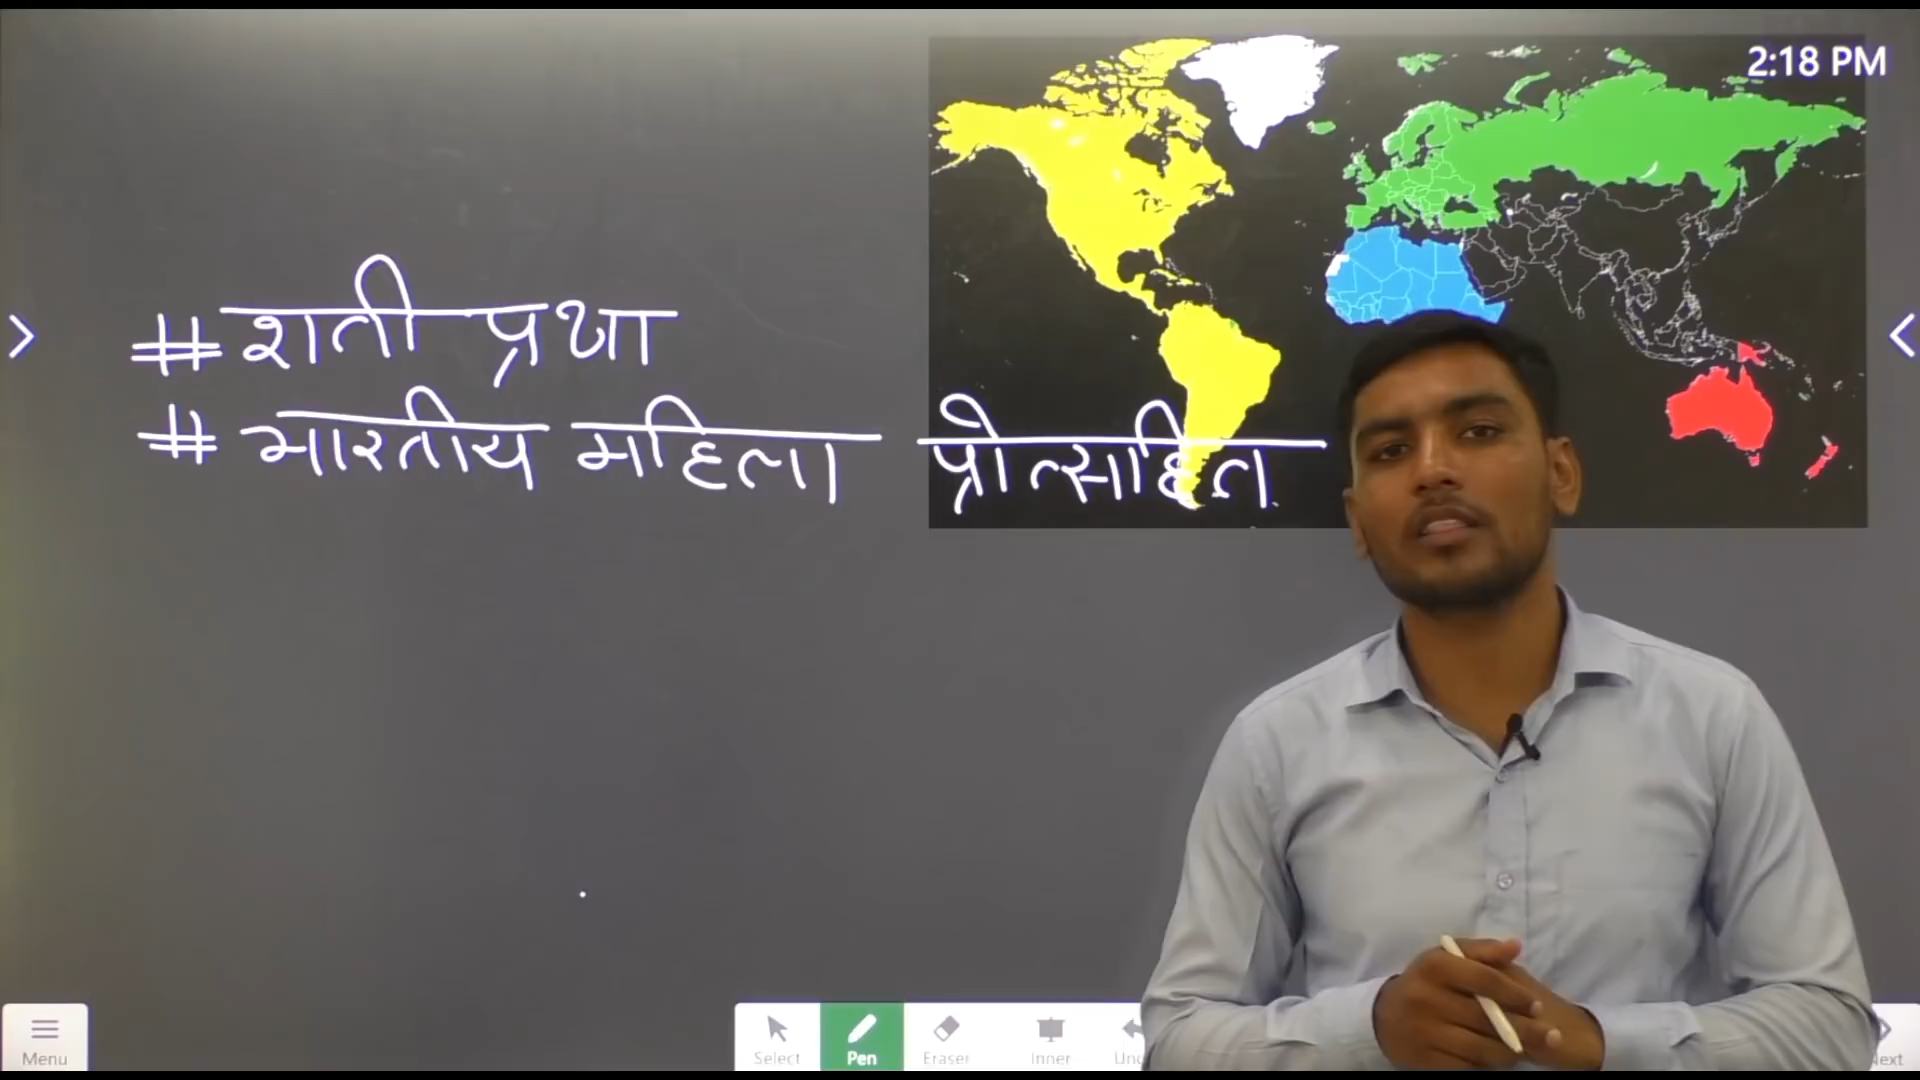 2:18 PM
# शती प्रथा
# भारतीय महिला प्रोत्साहित
Menu
Select
Pen
Eraser
Inner